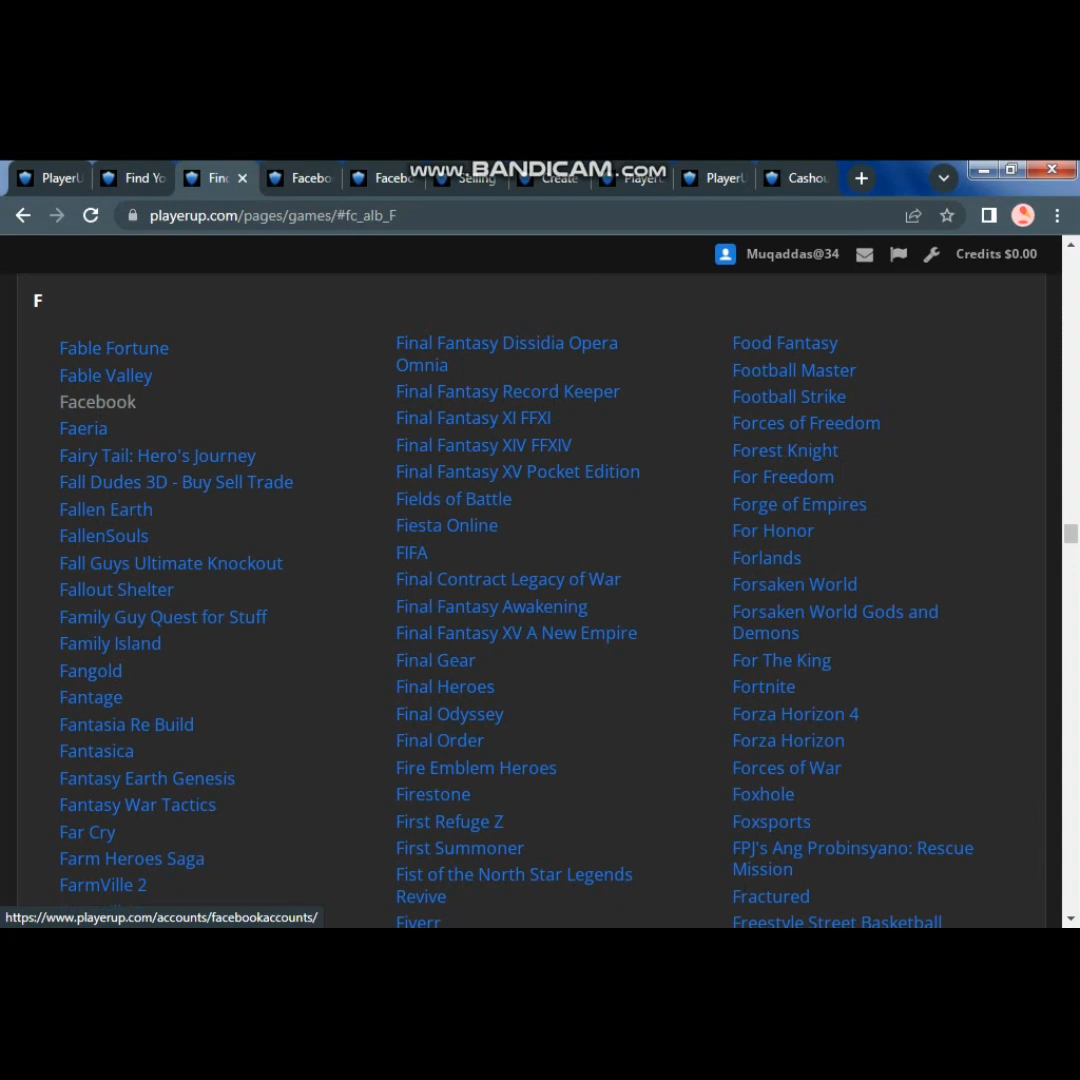 www.BANDICAM.com
PlayerU
Find Yo
Find
Facebo
Facebo
Selling
Create
PlayerU
PlayerU
Cashou
playerup.com/pages/games/#fc_alb_F
Muqaddas@34
Credits $0.00
F
Fable Fortune
Fable Valley
Facebook
Faeria
Fairy Tail: Hero's Journey
Fall Dudes 3D - Buy Sell Trade
Fallen Earth
FallenSouls
Fall Guys Ultimate Knockout
Fallout Shelter
Family Guy Quest for Stuff
Family Island
Fangold
Fantage
Fantasia Re Build
Fantasica
Fantasy Earth Genesis
Fantasy War Tactics
Far Cry
Farm Heroes Saga
FarmVille 2
Final Fantasy Dissidia Opera
Omnia
Final Fantasy Record Keeper
Final Fantasy XI FFXI
Final Fantasy XIV FFXIV
Final Fantasy XV Pocket Edition
Fields of Battle
Fiesta Online
FIFA
Final Contract Legacy of War
Final Fantasy Awakening
Final Fantasy XV A New Empire
Final Gear
Final Heroes
Final Odyssey
Final Order
Fire Emblem Heroes
Firestone
First Refuge Z
First Summoner
Fist of the North Star Legends
Revive
Fiverr
Food Fantasy
Football Master
Football Strike
Forces of Freedom
Forest Knight
For Freedom
Forge of Empires
For Honor
Forlands
Forsaken World
Forsaken World Gods and
Demons
For The King
Fortnite
Forza Horizon 4
Forza Horizon
Forces of War
Foxhole
Foxsports
FPJ's Ang Probinsyano: Rescue
Mission
Fractured
Freestyle Street Basketball
https://www.playerup.com/accounts/facebookaccounts/